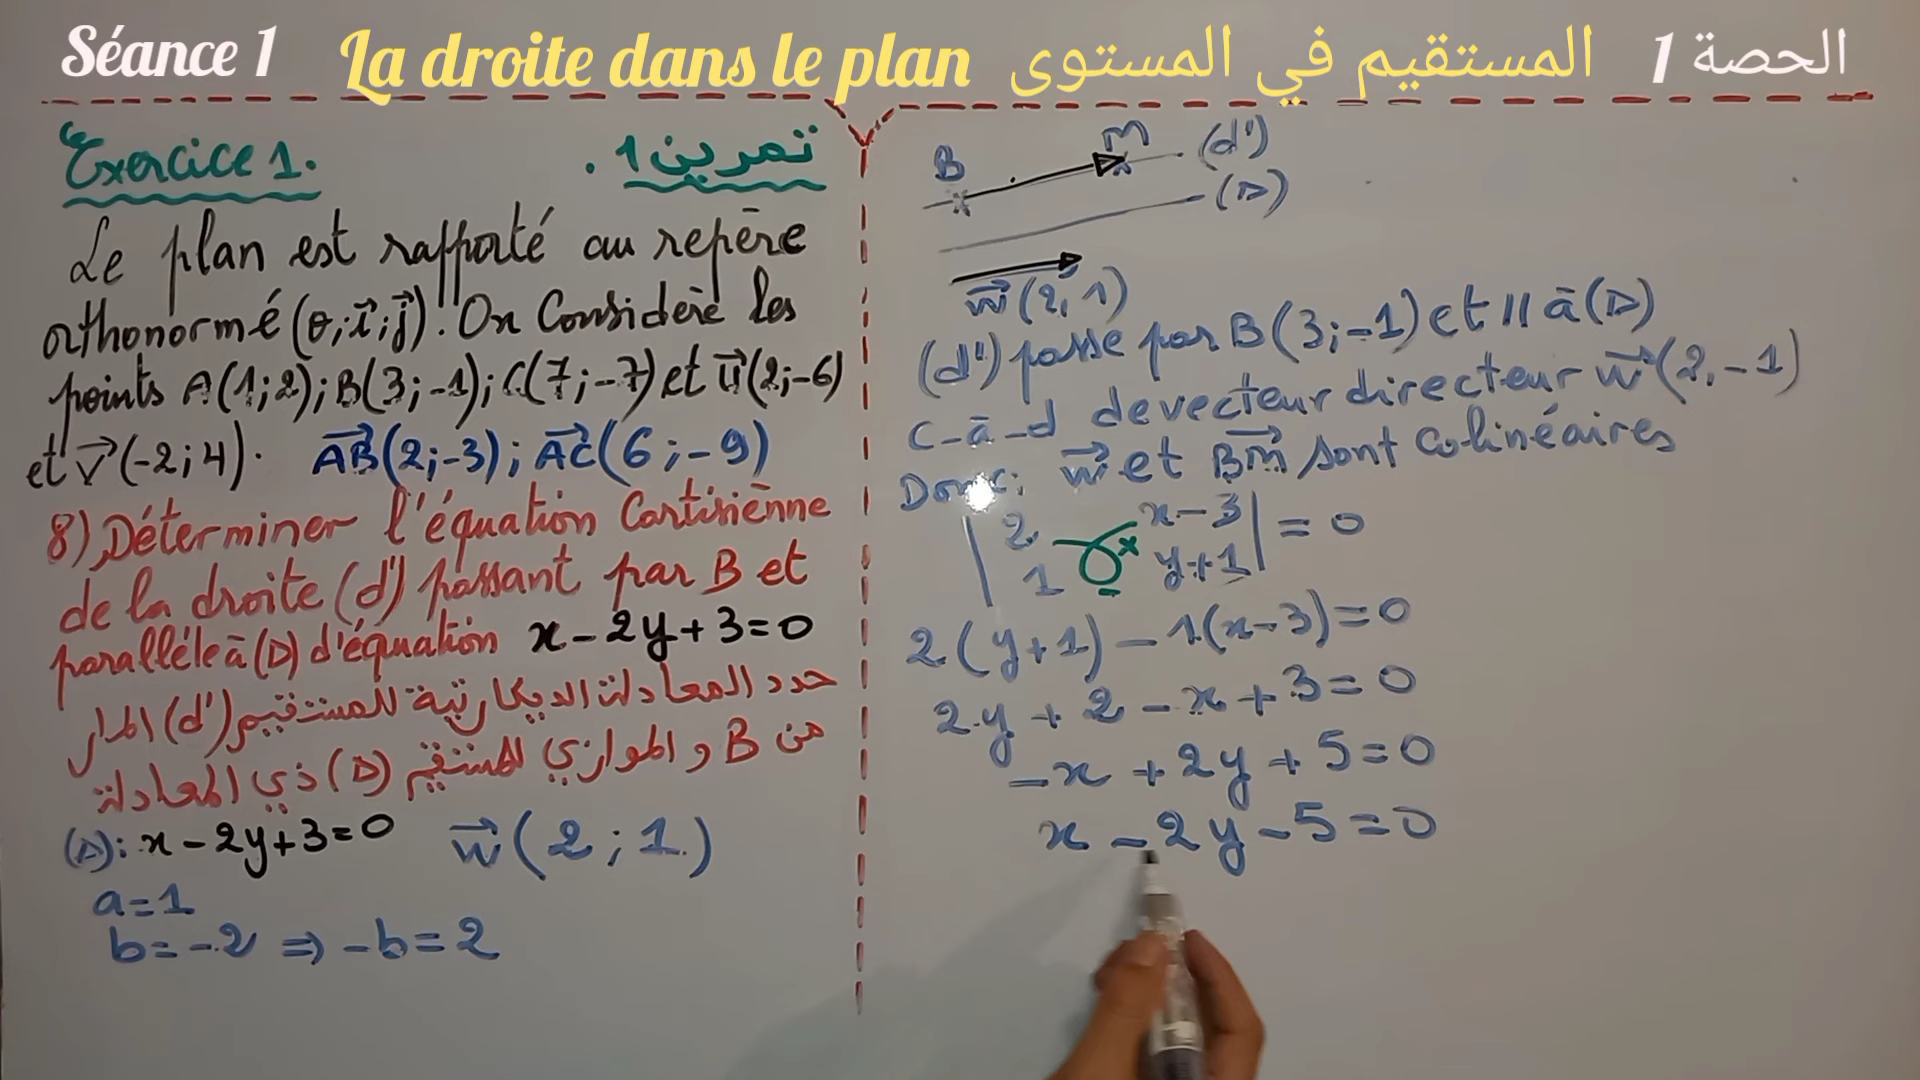 Séance 1 La droite dans le plan المستقيم في المستوى الحصة 1
Exercice 1. تمرين 1.
Le plan est rapporté au repère
orthonormé (o; i⃗; j⃗). On Considère les
points A(1;2); B(3;-1); C(7;-7) et u⃗(2;-6)
et v⃗(-2;4). AB⃗(2;-3); AC⃗(6;-9)
8) Déterminer l'équation Cartisiènne
de la droite (d') passant par B et
parallèle à (D) d'équation x-2y+3=0
حدد المعادلة الديكارتية للمستقيم (d') المار
من B و الموازي للمستقيم (D) ذي المعادلة
(D): x-2y+3=0 w⃗(2;1)
a=1
b=-2 ⇒ -b=2
B M (d')
(D)
w⃗(2,1)
(d') passe par B(3;-1) et // à (D)
c-à-d de vecteur directeur w⃗(2,-1)
Donc: w⃗ et BM⃗ sont colinéaires
|2 x-3| = 0
|1 y+1|
2(y+1)-1(x-3)=0
2y+2-x+3=0
-x+2y+5=0
x-2y-5=0